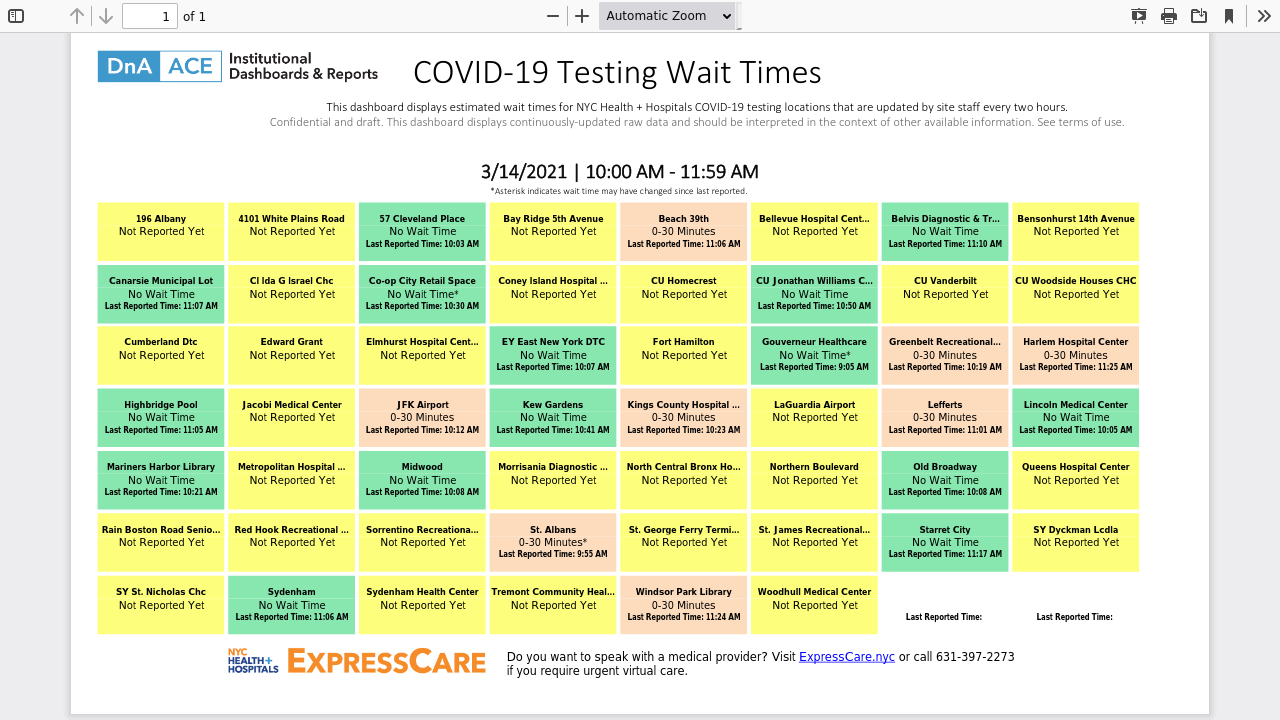 1 of 1 Automatic Zoom
DnA ACE Institutional Dashboards & Reports
COVID-19 Testing Wait Times
This dashboard displays estimated wait times for NYC Health + Hospitals COVID-19 testing locations that are updated by site staff every two hours.
Confidential and draft. This dashboard displays continuously-updated raw data and should be interpreted in the context of other available information. See terms of use.
3/14/2021 | 10:00 AM - 11:59 AM
*Asterisk indicates wait time may have changed since last reported.
196 Albany
Not Reported Yet
4101 White Plains Road
Not Reported Yet
57 Cleveland Place
No Wait Time
Last Reported Time: 10:03 AM
Bay Ridge 5th Avenue
Not Reported Yet
Beach 39th
0-30 Minutes
Last Reported Time: 11:06 AM
Bellevue Hospital Cent...
Not Reported Yet
Belvis Diagnostic & Tr...
No Wait Time
Last Reported Time: 11:10 AM
Bensonhurst 14th Avenue
Not Reported Yet
Canarsie Municipal Lot
No Wait Time
Last Reported Time: 11:07 AM
Cl Ida G Israel Chc
Not Reported Yet
Co-op City Retail Space
No Wait Time*
Last Reported Time: 10:30 AM
Coney Island Hospital ...
Not Reported Yet
CU Homecrest
Not Reported Yet
CU Jonathan Williams C...
No Wait Time
Last Reported Time: 10:50 AM
CU Vanderbilt
Not Reported Yet
CU Woodside Houses CHC
Not Reported Yet
Cumberland Dtc
Not Reported Yet
Edward Grant
Not Reported Yet
Elmhurst Hospital Cent...
Not Reported Yet
EY East New York DTC
No Wait Time
Last Reported Time: 10:07 AM
Fort Hamilton
Not Reported Yet
Gouverneur Healthcare
No Wait Time*
Last Reported Time: 9:05 AM
Greenbelt Recreational...
0-30 Minutes
Last Reported Time: 10:19 AM
Harlem Hospital Center
0-30 Minutes
Last Reported Time: 11:25 AM
Highbridge Pool
No Wait Time
Last Reported Time: 11:05 AM
Jacobi Medical Center
Not Reported Yet
JFK Airport
0-30 Minutes
Last Reported Time: 10:12 AM
Kew Gardens
No Wait Time
Last Reported Time: 10:41 AM
Kings County Hospital ...
0-30 Minutes
Last Reported Time: 10:23 AM
LaGuardia Airport
Not Reported Yet
Lefferts
0-30 Minutes
Last Reported Time: 11:01 AM
Lincoln Medical Center
No Wait Time
Last Reported Time: 10:05 AM
Mariners Harbor Library
No Wait Time
Last Reported Time: 10:21 AM
Metropolitan Hospital ...
Not Reported Yet
Midwood
No Wait Time
Last Reported Time: 10:08 AM
Morrisania Diagnostic ...
Not Reported Yet
North Central Bronx Ho...
Not Reported Yet
Northern Boulevard
Not Reported Yet
Old Broadway
No Wait Time
Last Reported Time: 10:08 AM
Queens Hospital Center
Not Reported Yet
Rain Boston Road Senio...
Not Reported Yet
Red Hook Recreational ...
Not Reported Yet
Sorrentino Recreationa...
Not Reported Yet
St. Albans
0-30 Minutes*
Last Reported Time: 9:55 AM
St. George Ferry Termi...
Not Reported Yet
St. James Recreational...
Not Reported Yet
Starret City
No Wait Time
Last Reported Time: 11:17 AM
SY Dyckman Lcdla
Not Reported Yet
SY St. Nicholas Chc
Not Reported Yet
Sydenham
No Wait Time
Last Reported Time: 11:06 AM
Sydenham Health Center
Not Reported Yet
Tremont Community Heal...
Not Reported Yet
Windsor Park Library
0-30 Minutes
Last Reported Time: 11:24 AM
Woodhull Medical Center
Not Reported Yet
Last Reported Time:
Last Reported Time:
NYC
HEALTH+
HOSPITALS
EXPRESSCARE
Do you want to speak with a medical provider? Visit ExpressCare.nyc or call 631-397-2273
if you require urgent virtual care.